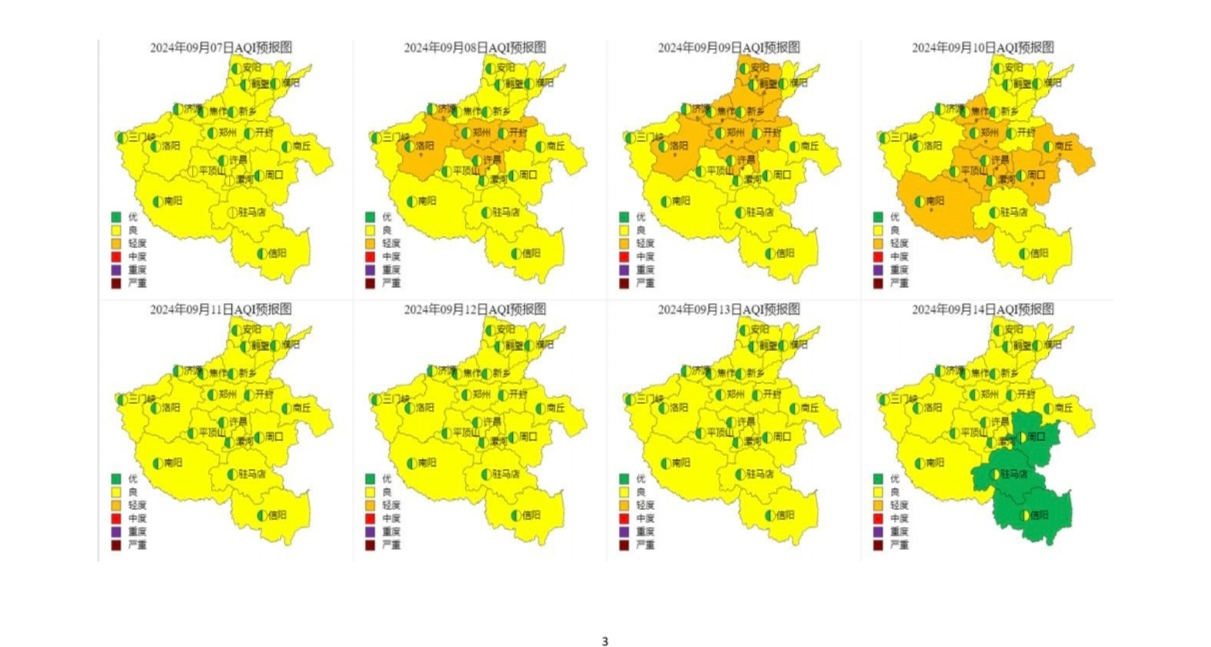 2024年09月07日AQI预报图
安阳
鹤壁
濮阳
济源
焦作
新乡
三门峡
洛阳
郑州
开封
商丘
许昌
平顶山
漯河
周口
南阳
驻马店
信阳
优
良
轻度
中度
重度
严重
2024年09月08日AQI预报图
安阳
鹤壁
濮阳
济源
焦作
新乡
三门峡
洛阳
郑州
开封
商丘
许昌
平顶山
漯河
周口
南阳
驻马店
信阳
优
良
轻度
中度
重度
严重
2024年09月09日AQI预报图
安阳
鹤壁
濮阳
济源
焦作
新乡
三门峡
洛阳
郑州
开封
商丘
许昌
平顶山
漯河
周口
南阳
驻马店
信阳
优
良
轻度
中度
重度
严重
2024年09月10日AQI预报图
安阳
鹤壁
濮阳
济源
焦作
新乡
三门峡
洛阳
郑州
开封
商丘
许昌
平顶山
漯河
周口
南阳
驻马店
信阳
优
良
轻度
中度
重度
严重
2024年09月11日AQI预报图
安阳
鹤壁
濮阳
济源
焦作
新乡
三门峡
洛阳
郑州
开封
商丘
许昌
平顶山
漯河
周口
南阳
驻马店
信阳
优
良
轻度
中度
重度
严重
2024年09月12日AQI预报图
安阳
鹤壁
濮阳
济源
焦作
新乡
三门峡
洛阳
郑州
开封
商丘
许昌
平顶山
漯河
周口
南阳
驻马店
信阳
优
良
轻度
中度
重度
严重
2024年09月13日AQI预报图
安阳
鹤壁
濮阳
济源
焦作
新乡
三门峡
洛阳
郑州
开封
商丘
许昌
平顶山
漯河
周口
南阳
驻马店
信阳
优
良
轻度
中度
重度
严重
2024年09月14日AQI预报图
安阳
鹤壁
濮阳
济源
焦作
新乡
三门峡
洛阳
郑州
开封
商丘
许昌
平顶山
漯河
周口
南阳
驻马店
信阳
优
良
轻度
中度
重度
严重
3